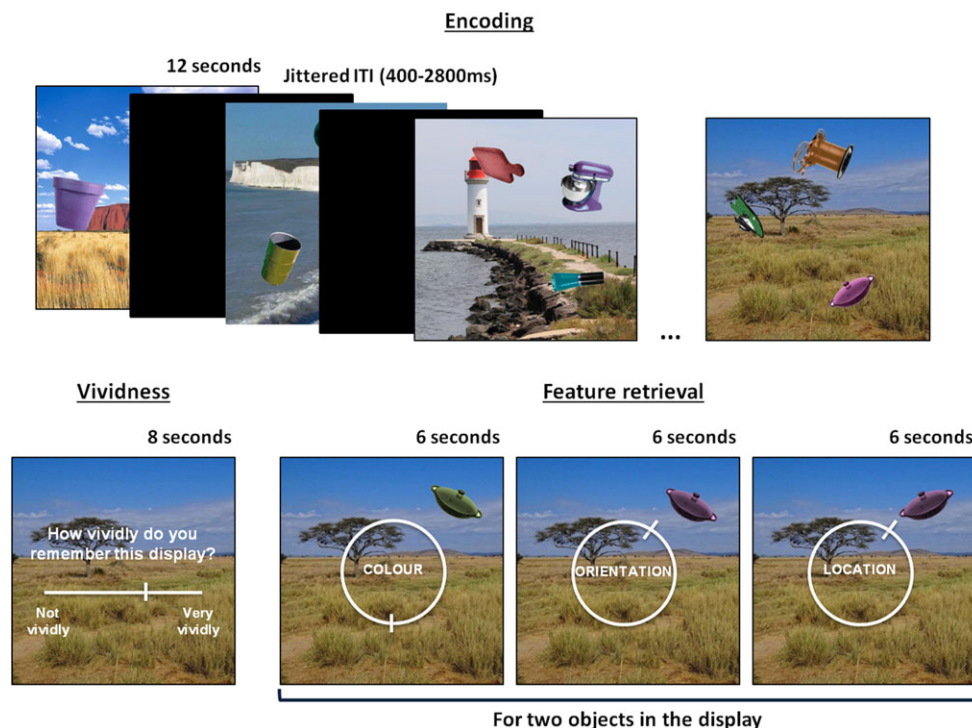 Encoding
12 seconds
Jittered ITI (400-2800ms)
...
Vividness
Feature retrieval
8 seconds
6 seconds
6 seconds
6 seconds
How vividly do you
remember this display?
Not
vividly
Very
vividly
COLOUR
ORIENTATION
LOCATION
For two objects in the display